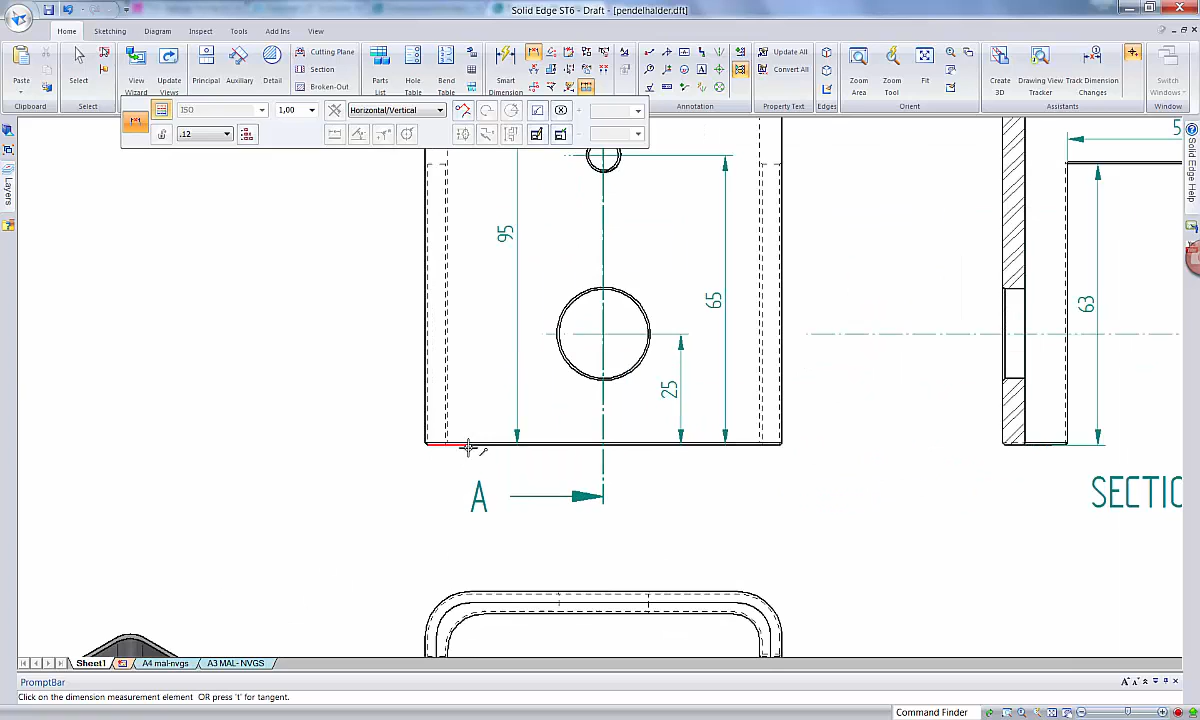 Solid Edge ST6 - Draft - [pendelhalder.dft]
Home Sketching Diagram Inspect Tools Add Ins View
Paste
Clipboard
Select
Select
View Wizard
Update Views
Principal
Auxiliary
Detail
Cutting Plane
Section
Broken-Out
Parts List
Hole Table
Bend
Smart Dimension
Annotation
Update All
Convert All
Property Text
Edges
Zoom Area
Zoom Tool
Fit
Orient
Create 3D
Drawing View Tracker
Track Dimension Changes
Assistants
Switch Windows
Window
ISO
1,00
Horizontal/Vertical
.12
Layers
Solid Edge Help
5
95
65
63
25
A
SECTIO
Sheet1 A4 mal-nvgs A3 MAL- NVGS
PromptBar
Click on the dimension measurement element OR press 't' for tangent.
Command Finder